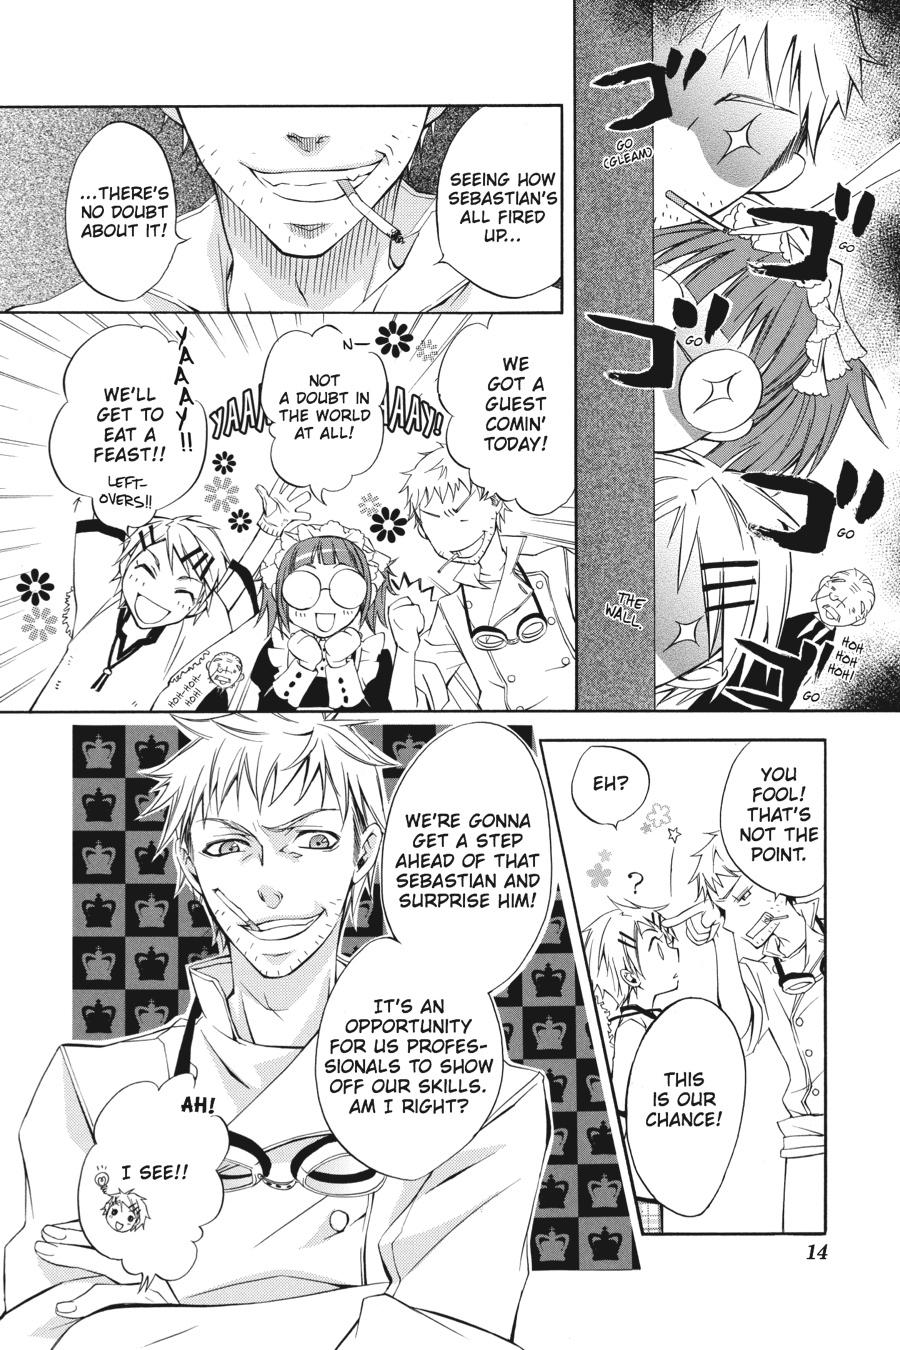 ゴ
GO
(GLEAM)
ゴ
GO
ゴ
GO
ゴ
GO
ゴ
GO
THE
WALL.
HOH
HOH
HOH
HOH!
SEEING HOW
SEBASTIAN'S
ALL FIRED
UP...
...THERE'S
NO DOUBT
ABOUT IT!
WE
GOT A
GUEST
COMIN'
TODAY!
N—
NOT
A DOUBT IN
THE WORLD
AT ALL!
YAAAY!!
WE'LL
GET TO
EAT A
FEAST!!
LEFT-
OVERS!!
HOH-HOH-
HOH!
YOU
FOOL!
THAT'S
NOT THE
POINT.
EH?
?
THIS
IS OUR
CHANCE!
WE'RE GONNA
GET A STEP
AHEAD OF THAT
SEBASTIAN AND
SURPRISE HIM!
IT'S AN
OPPORTUNITY
FOR US PROFES-
SIONALS TO SHOW
OFF OUR SKILLS.
AM I RIGHT?
AH!
I SEE!!
14